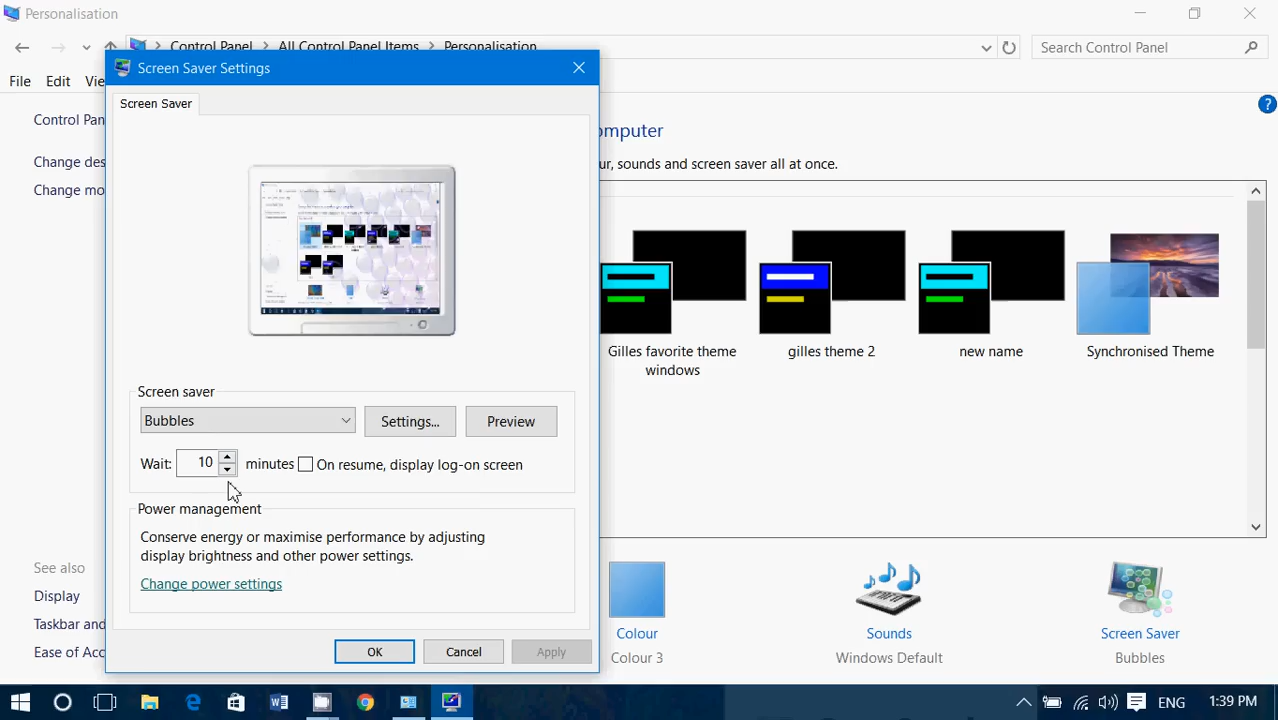 Personalisation
Control Panel > All Control Panel Items > Personalisation
Search Control Panel
File Edit Vie
Screen Saver Settings
Screen Saver
Control Pan
Change des
Change mo
omputer
ur, sounds and screen saver all at once.
Gilles favorite theme windows
gilles theme 2
new name
Synchronised Theme
Screen saver
Bubbles
Settings...
Preview
Wait: 10 minutes
On resume, display log-on screen
Power management
Conserve energy or maximise performance by adjusting
display brightness and other power settings.
Change power settings
OK
Cancel
Apply
See also
Display
Taskbar and
Ease of Acc
Colour
Colour 3
Sounds
Windows Default
Screen Saver
Bubbles
ENG
1:39 PM